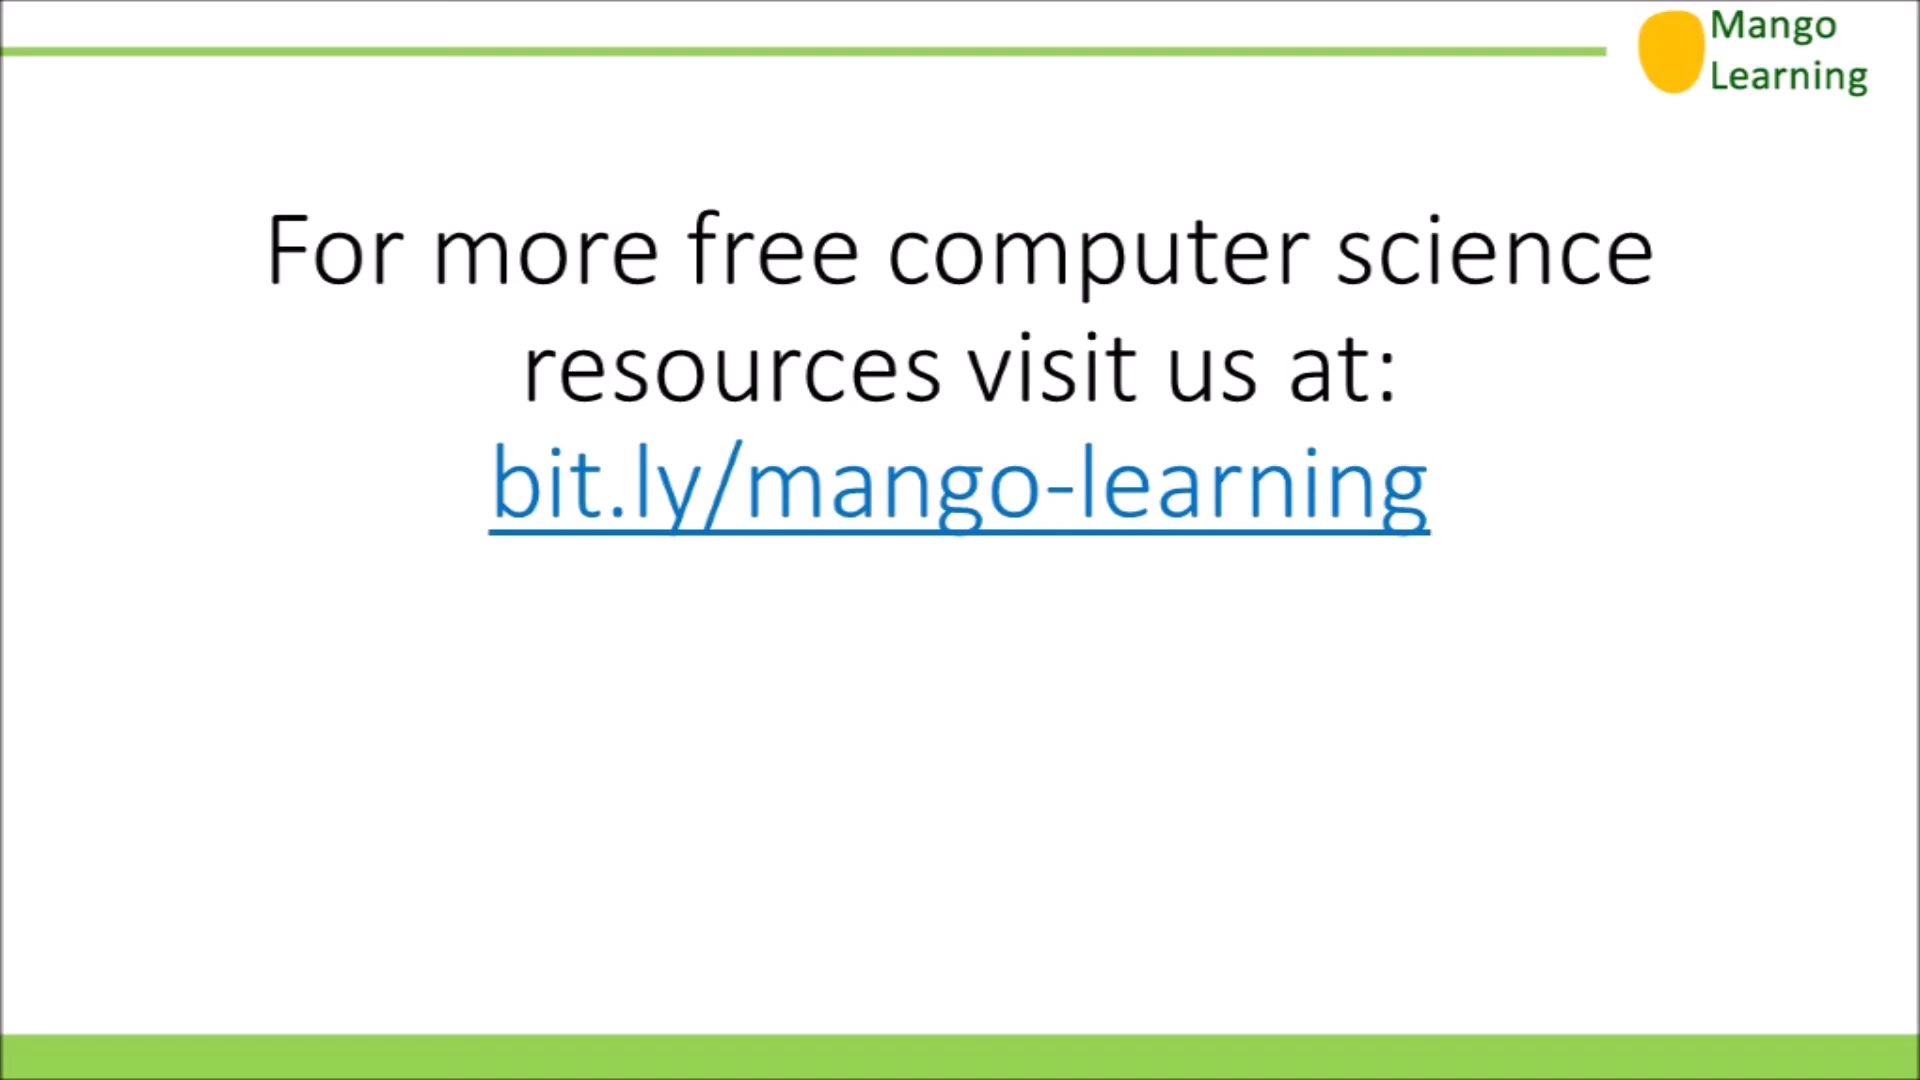 Mango
Learning
For more free computer science
resources visit us at:
bit.ly/mango-learning